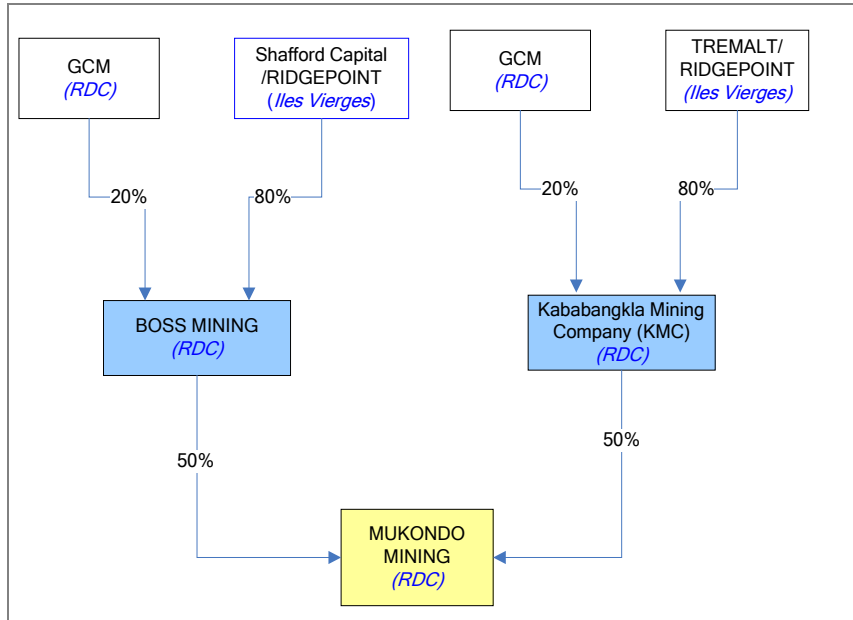 GCM
(RDC)
Shafford Capital
/RIDGEPOINT
(Iles Vierges)
GCM
(RDC)
TREMALT/
RIDGEPOINT
(Iles Vierges)
20%
80%
20%
80%
BOSS MINING
(RDC)
Kababangkla Mining
Company (KMC)
(RDC)
50%
50%
MUKONDO
MINING
(RDC)